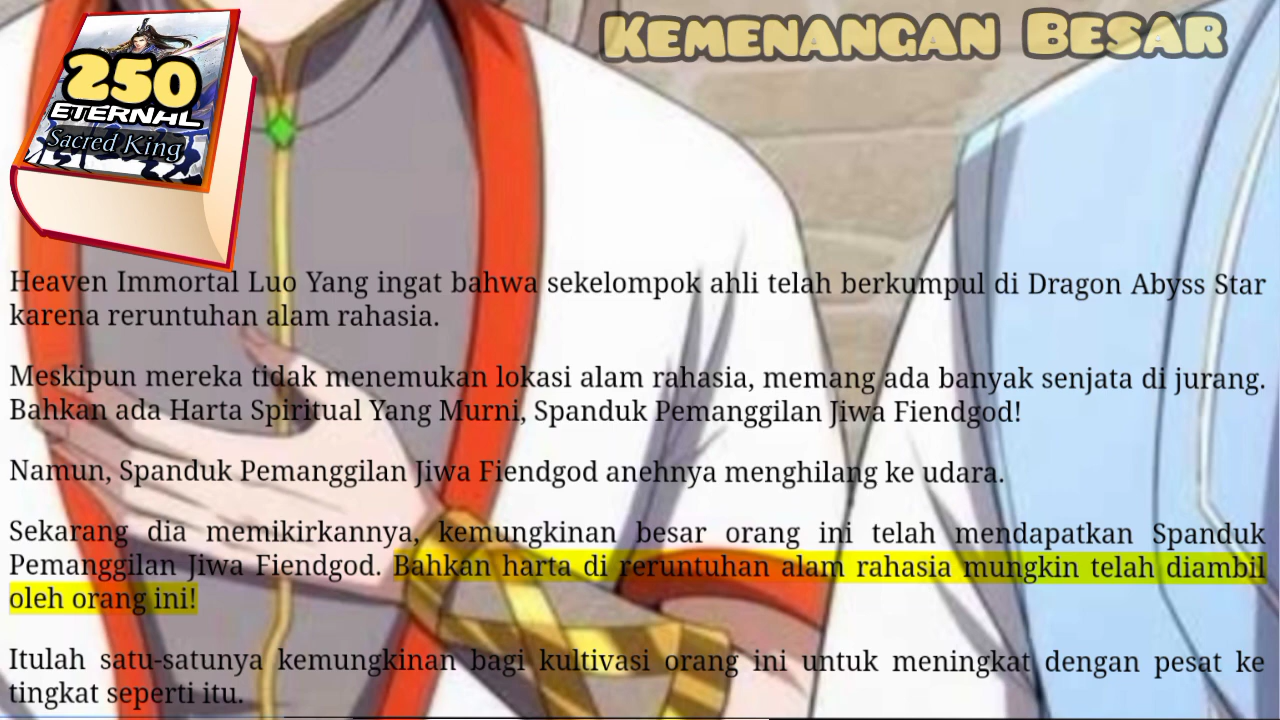 Kemenangan Besar
250
ETERNAL
Sacred King
Heaven Immortal Luo Yang ingat bahwa sekelompok ahli telah berkumpul di Dragon Abyss Star
karena reruntuhan alam rahasia.
Meskipun mereka tidak menemukan lokasi alam rahasia, memang ada banyak senjata di jurang.
Bahkan ada Harta Spiritual Yang Murni, Spanduk Pemanggilan Jiwa Fiendgod!
Namun, Spanduk Pemanggilan Jiwa Fiendgod anehnya menghilang ke udara.
Sekarang dia memikirkannya, kemungkinan besar orang ini telah mendapatkan Spanduk
Pemanggilan Jiwa Fiendgod. Bahkan harta di reruntuhan alam rahasia mungkin telah diambil
oleh orang ini!
Itulah satu-satunya kemungkinan bagi kultivasi orang ini untuk meningkat dengan pesat ke
tingkat seperti itu.